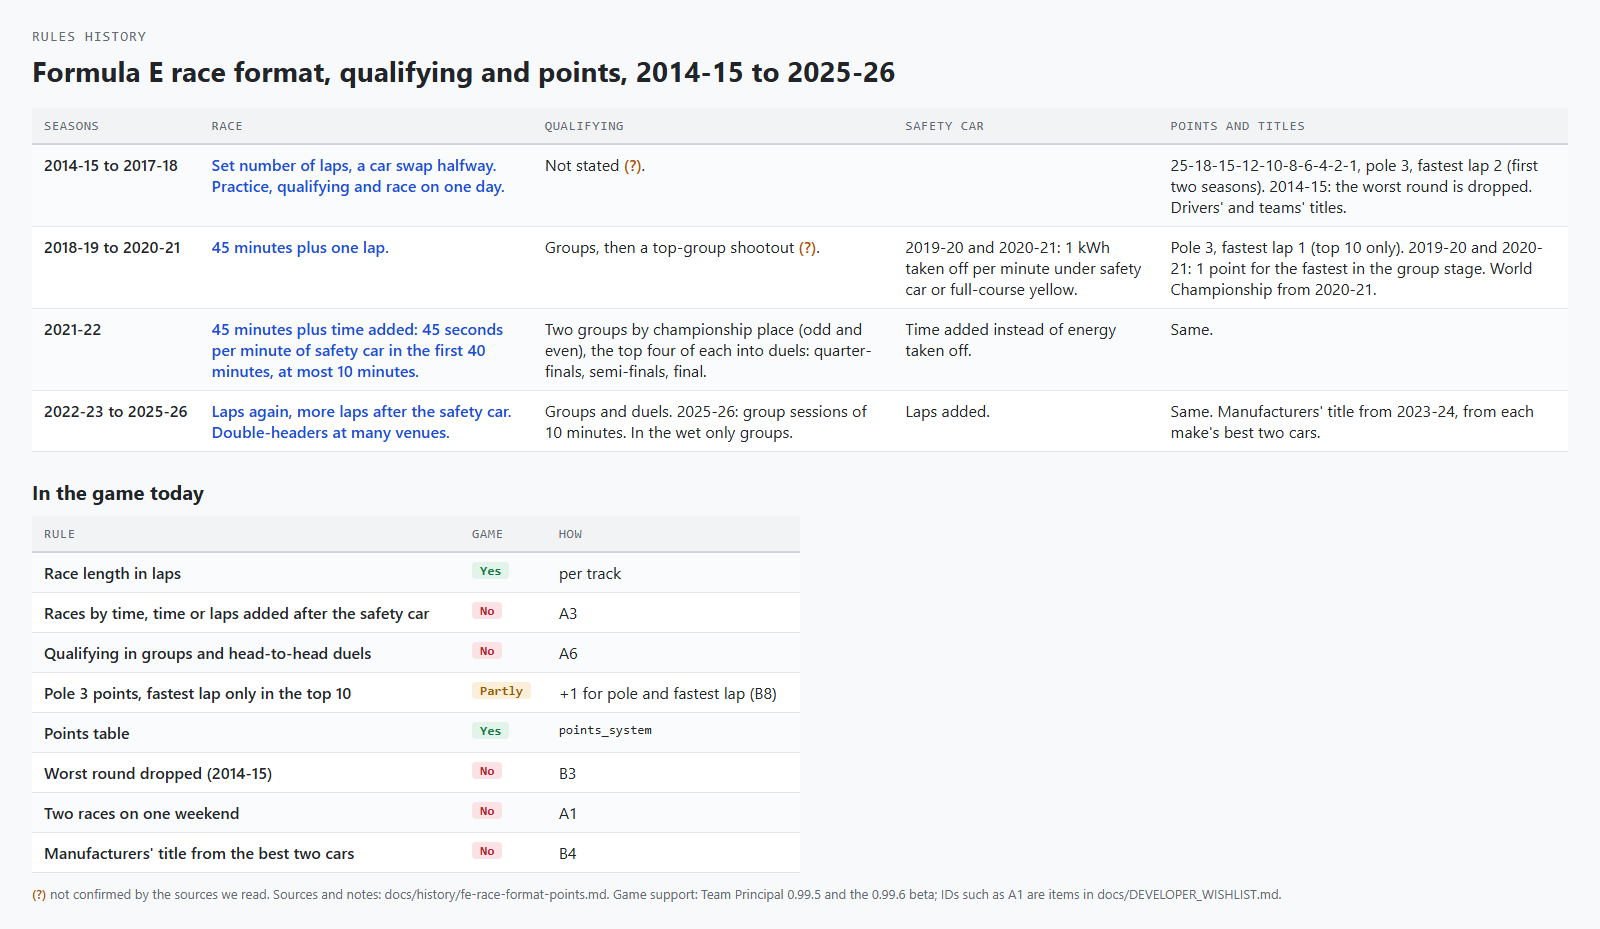 RULES HISTORY
Formula E race format, qualifying and points, 2014-15 to 2025-26
SEASONS RACE QUALIFYING SAFETY CAR POINTS AND TITLES
2014-15 to 2017-18
Set number of laps, a car swap halfway.
Practice, qualifying and race on one day.
Not stated (?).
25-18-15-12-10-8-6-4-2-1, pole 3, fastest lap 2 (first
two seasons). 2014-15: the worst round is dropped.
Drivers' and teams' titles.
2018-19 to 2020-21
45 minutes plus one lap.
Groups, then a top-group shootout (?).
2019-20 and 2020-21: 1 kWh
taken off per minute under safety
car or full-course yellow.
Pole 3, fastest lap 1 (top 10 only). 2019-20 and 2020-
21: 1 point for the fastest in the group stage. World
Championship from 2020-21.
2021-22
45 minutes plus time added: 45 seconds
per minute of safety car in the first 40
minutes, at most 10 minutes.
Two groups by championship place (odd and
even), the top four of each into duels: quarter-
finals, semi-finals, final.
Time added instead of energy
taken off.
Same.
2022-23 to 2025-26
Laps again, more laps after the safety car.
Double-headers at many venues.
Groups and duels. 2025-26: group sessions of
10 minutes. In the wet only groups.
Laps added.
Same. Manufacturers' title from 2023-24, from each
make's best two cars.
In the game today
RULE GAME HOW
Race length in laps Yes per track
Races by time, time or laps added after the safety car No A3
Qualifying in groups and head-to-head duels No A6
Pole 3 points, fastest lap only in the top 10 Partly +1 for pole and fastest lap (B8)
Points table Yes points_system
Worst round dropped (2014-15) No B3
Two races on one weekend No A1
Manufacturers' title from the best two cars No B4
(?) not confirmed by the sources we read. Sources and notes: docs/history/fe-race-format-points.md. Game support: Team Principal 0.99.5 and the 0.99.6 beta; IDs such as A1 are items in docs/DEVELOPER_WISHLIST.md.